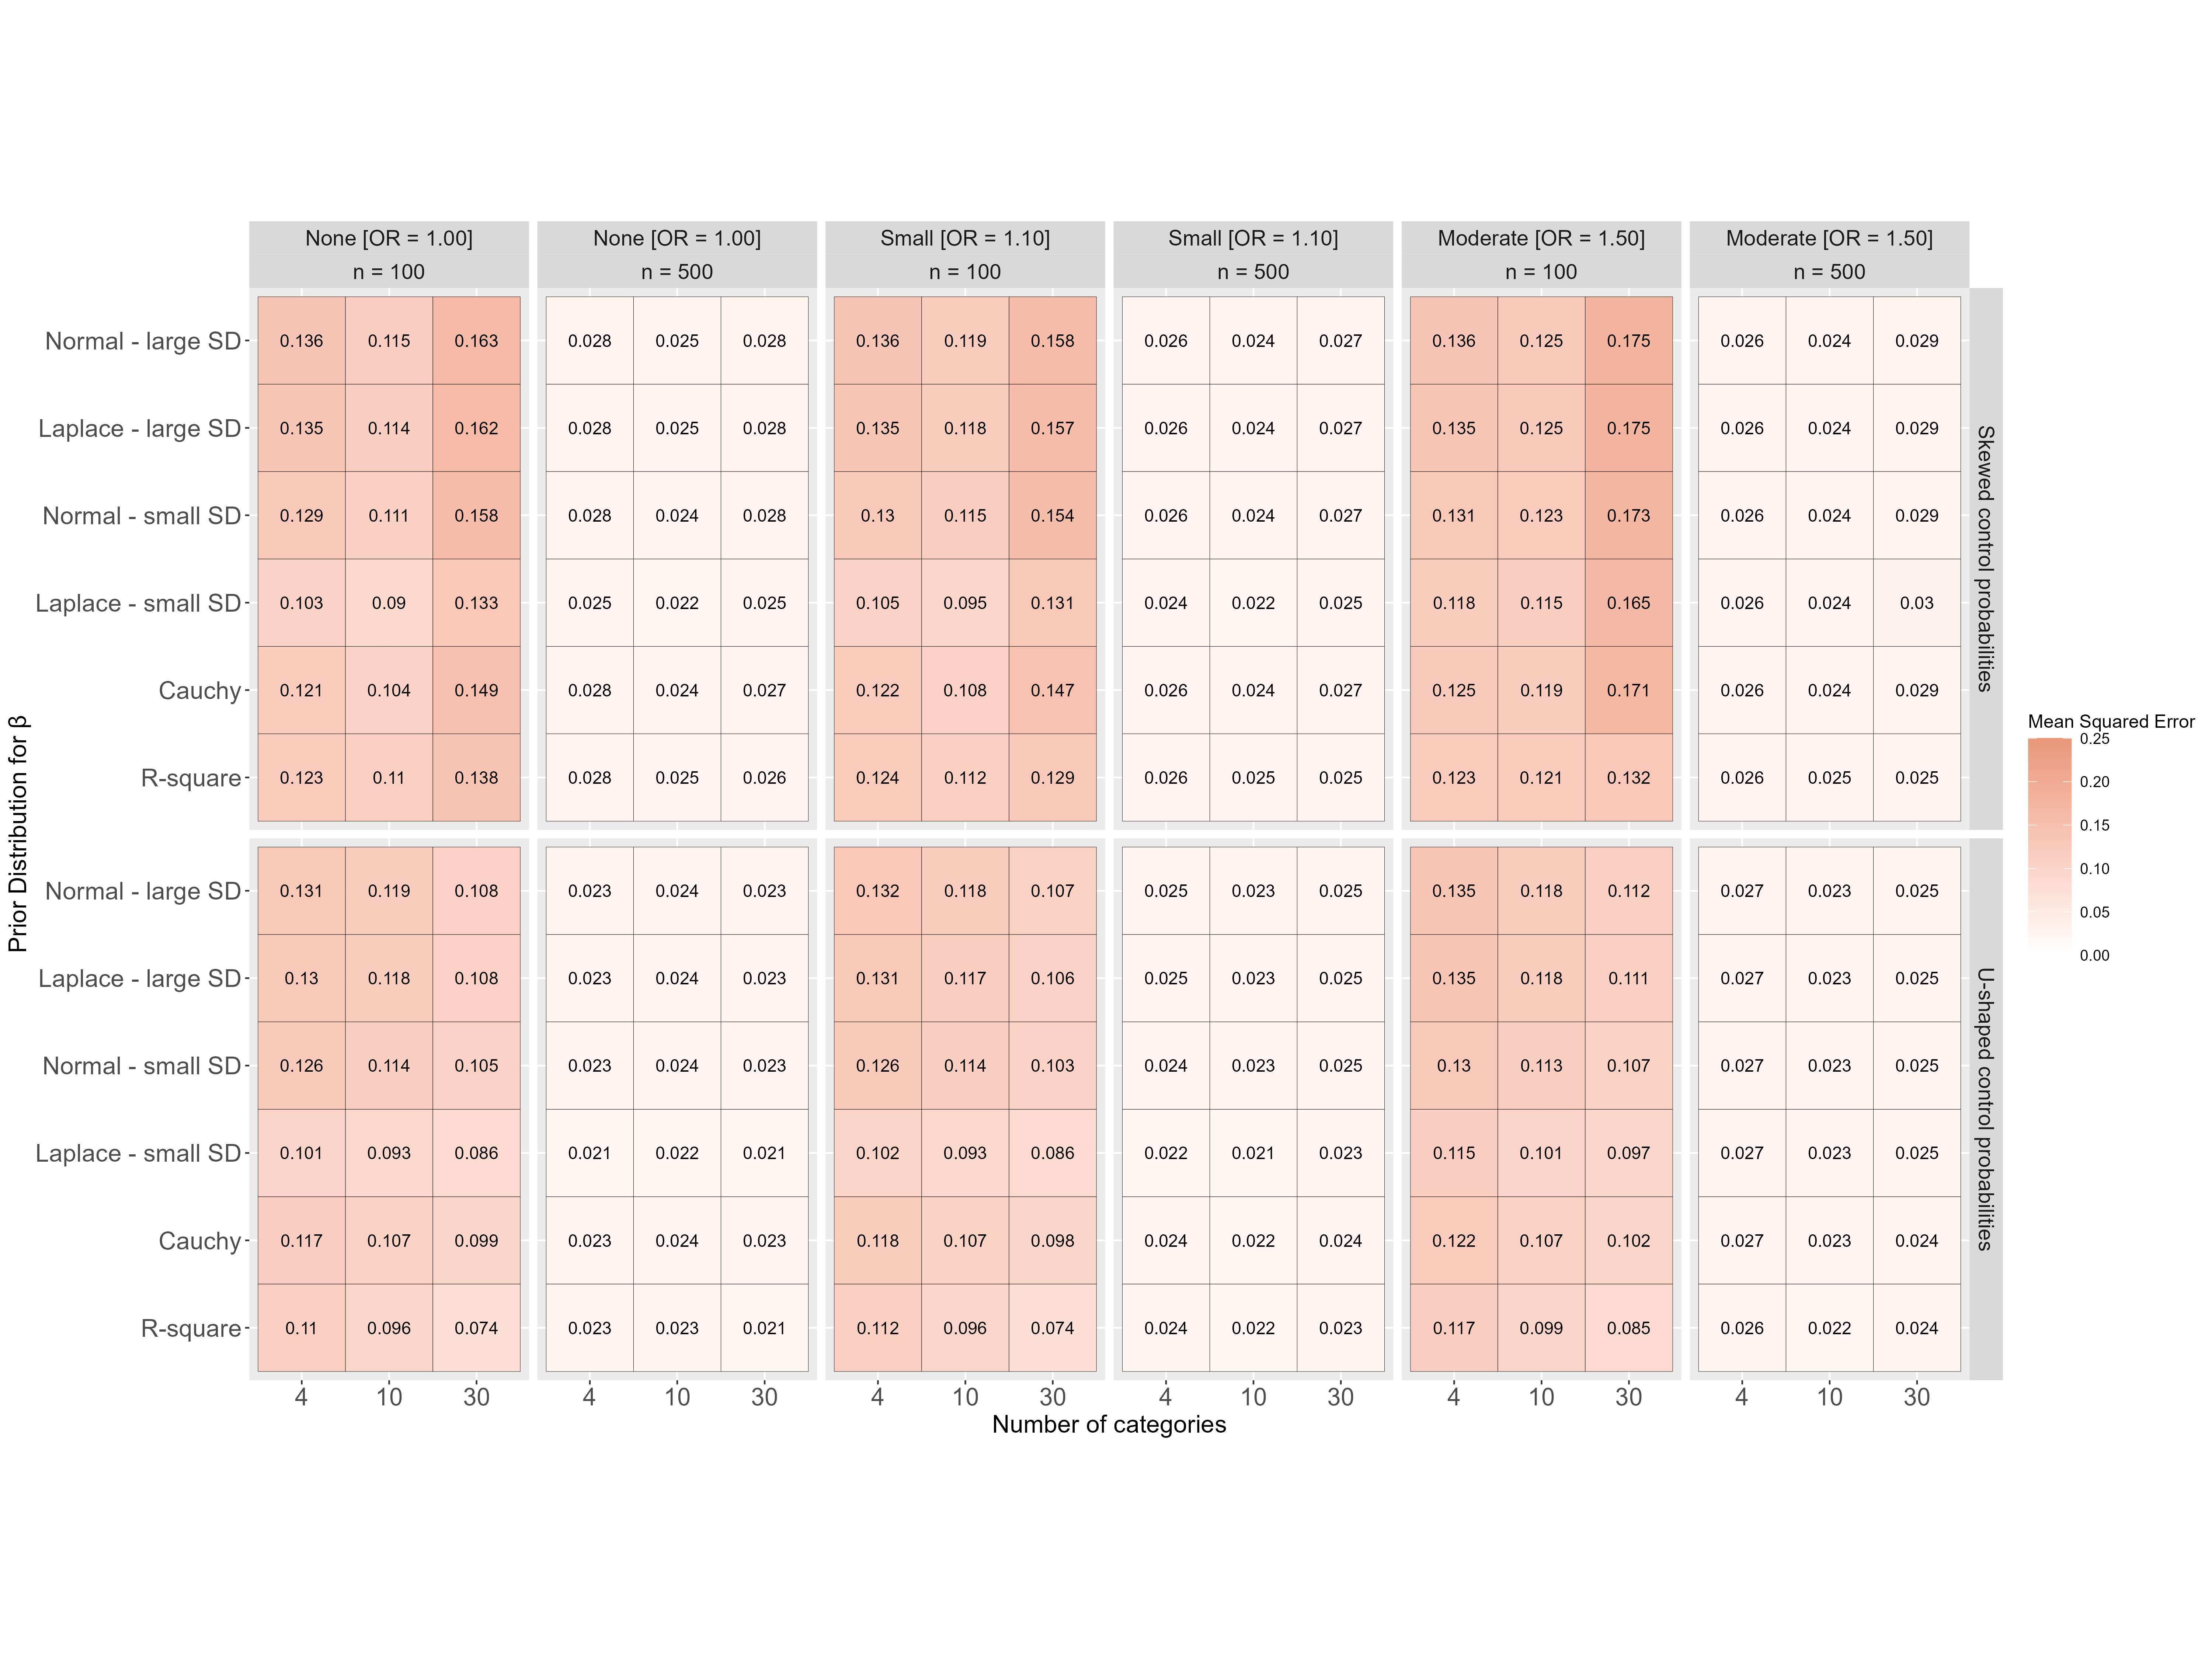 None [OR = 1.00] None [OR = 1.00] Small [OR = 1.10] Small [OR = 1.10] Moderate [OR = 1.50] Moderate [OR = 1.50]
n = 100 n = 500 n = 100 n = 500 n = 100 n = 500
Normal - large SD 0.136 0.115 0.163 0.028 0.025 0.028 0.136 0.119 0.158 0.026 0.024 0.027 0.136 0.125 0.175 0.026 0.024 0.029
Laplace - large SD 0.135 0.114 0.162 0.028 0.025 0.028 0.135 0.118 0.157 0.026 0.024 0.027 0.135 0.125 0.175 0.026 0.024 0.029
Normal - small SD 0.129 0.111 0.158 0.028 0.024 0.028 0.13 0.115 0.154 0.026 0.024 0.027 0.131 0.123 0.173 0.026 0.024 0.029
Laplace - small SD 0.103 0.09 0.133 0.025 0.022 0.025 0.105 0.095 0.131 0.024 0.022 0.025 0.118 0.115 0.165 0.026 0.024 0.03
Cauchy 0.121 0.104 0.149 0.028 0.024 0.027 0.122 0.108 0.147 0.026 0.024 0.027 0.125 0.119 0.171 0.026 0.024 0.029
R-square 0.123 0.11 0.138 0.028 0.025 0.026 0.124 0.112 0.129 0.026 0.025 0.025 0.123 0.121 0.132 0.026 0.025 0.025
Skewed control probabilities
Normal - large SD 0.131 0.119 0.108 0.023 0.024 0.023 0.132 0.118 0.107 0.025 0.023 0.025 0.135 0.118 0.112 0.027 0.023 0.025
Laplace - large SD 0.13 0.118 0.108 0.023 0.024 0.023 0.131 0.117 0.106 0.025 0.023 0.025 0.135 0.118 0.111 0.027 0.023 0.025
Normal - small SD 0.126 0.114 0.105 0.023 0.024 0.023 0.126 0.114 0.103 0.024 0.023 0.025 0.13 0.113 0.107 0.027 0.023 0.025
Laplace - small SD 0.101 0.093 0.086 0.021 0.022 0.021 0.102 0.093 0.086 0.022 0.021 0.023 0.115 0.101 0.097 0.027 0.023 0.025
Cauchy 0.117 0.107 0.099 0.023 0.024 0.023 0.118 0.107 0.098 0.024 0.022 0.024 0.122 0.107 0.102 0.027 0.023 0.024
R-square 0.11 0.096 0.074 0.023 0.023 0.021 0.112 0.096 0.074 0.024 0.022 0.023 0.117 0.099 0.085 0.026 0.022 0.024
U-shaped control probabilities
4 10 30 4 10 30 4 10 30 4 10 30 4 10 30 4 10 30
Number of categories
Prior Distribution for β
Mean Squared Error
0.25
0.20
0.15
0.10
0.05
0.00